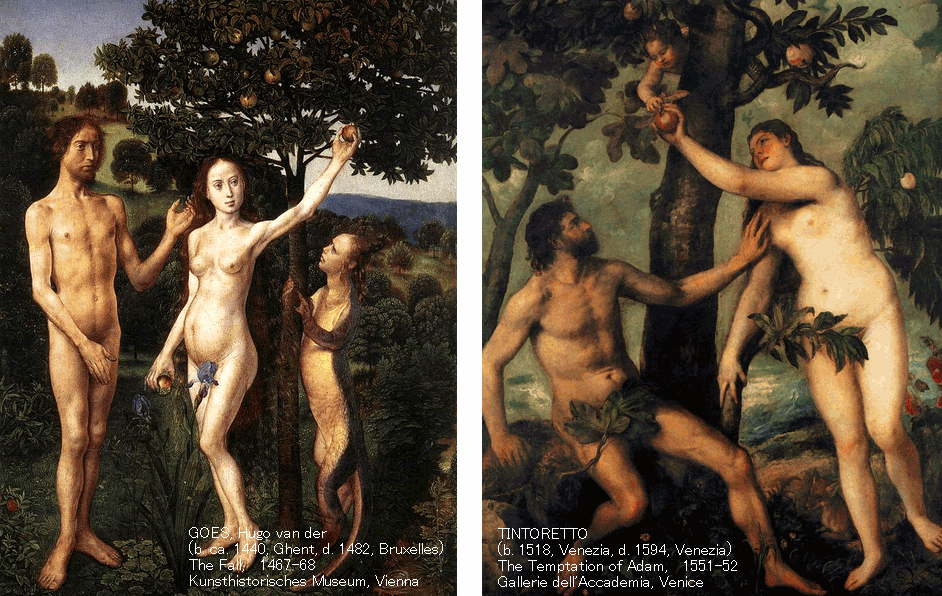 GOES, Hugo van der
(b. ca. 1440, Ghent, d. 1482, Bruxelles)
The Fall, 1467-68
Kunsthistorisches Museum, Vienna
TINTORETTO
(b. 1518, Venezia, d. 1594, Venezia)
The Temptation of Adam, 1551-52
Gallerie dell'Accademia, Venice